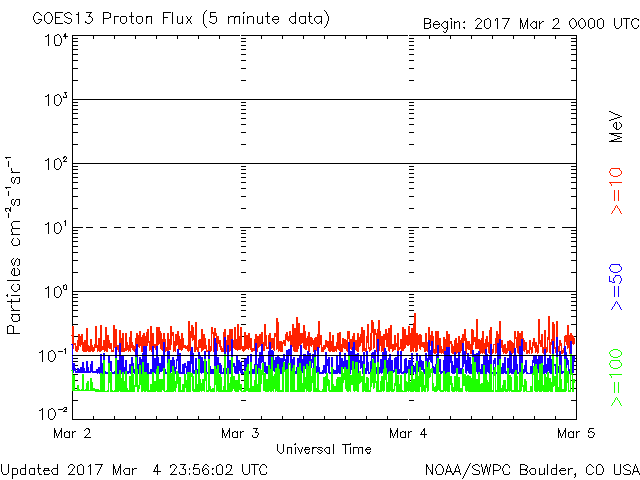 GOES13 Proton Flux (5 minute data)
Begin: 2017 Mar 2 0000 UTC
10⁴
10³
10²
10¹
10⁰
10⁻¹
10⁻²
Particles cm⁻²s⁻¹sr⁻¹
MeV
>=10
>=50
>=100
Mar 2 Mar 3 Mar 4 Mar 5
Universal Time
Updated 2017 Mar 4 23:56:02 UTC
NOAA/SWPC Boulder, CO USA